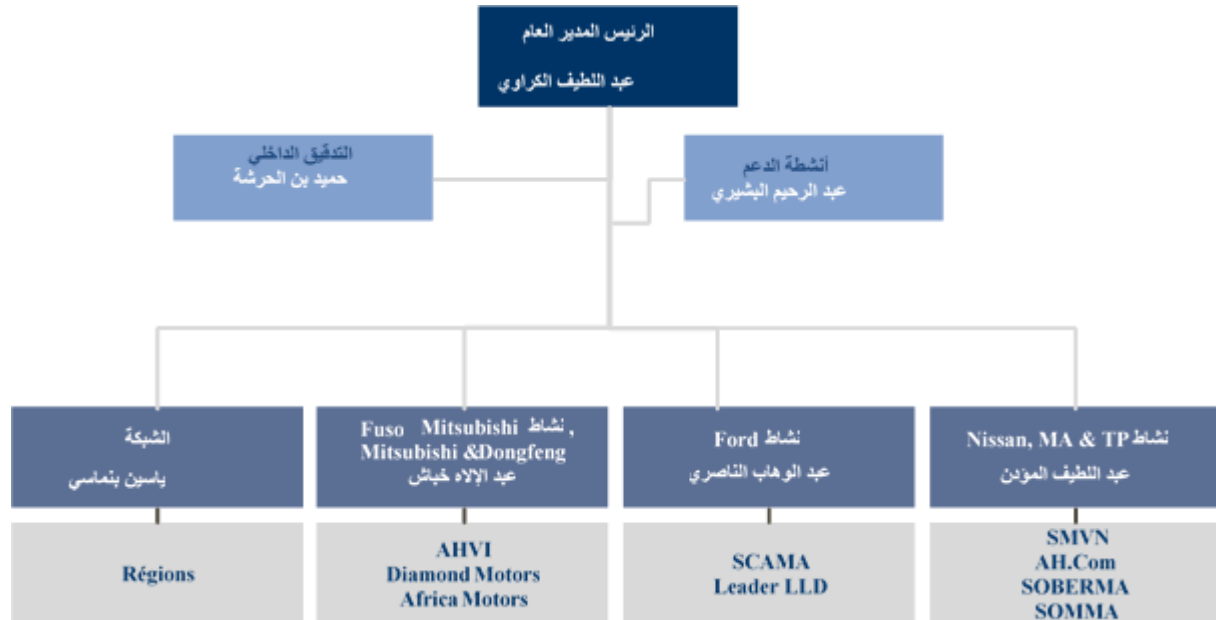 الرئيس المدير العام
عبد اللطيف الكراوي
أنشطة الدعم
عبد الرحيم البشيري
التدقيق الداخلي
حميد بن الحرشة
نشاط Nissan, MA & TP
عبد اللطيف المؤدن
نشاط Ford
عبد الوهاب الناصري
Fuso Mitsubishi نشاط ,
Mitsubishi &Dongfeng
عبد الإلاه خياش
الشبكة
ياسين بنماسي
SMVN
AH.Com
SOBERMA
SOMMA
SCAMA
Leader LLD
AHVI
Diamond Motors
Africa Motors
Régions